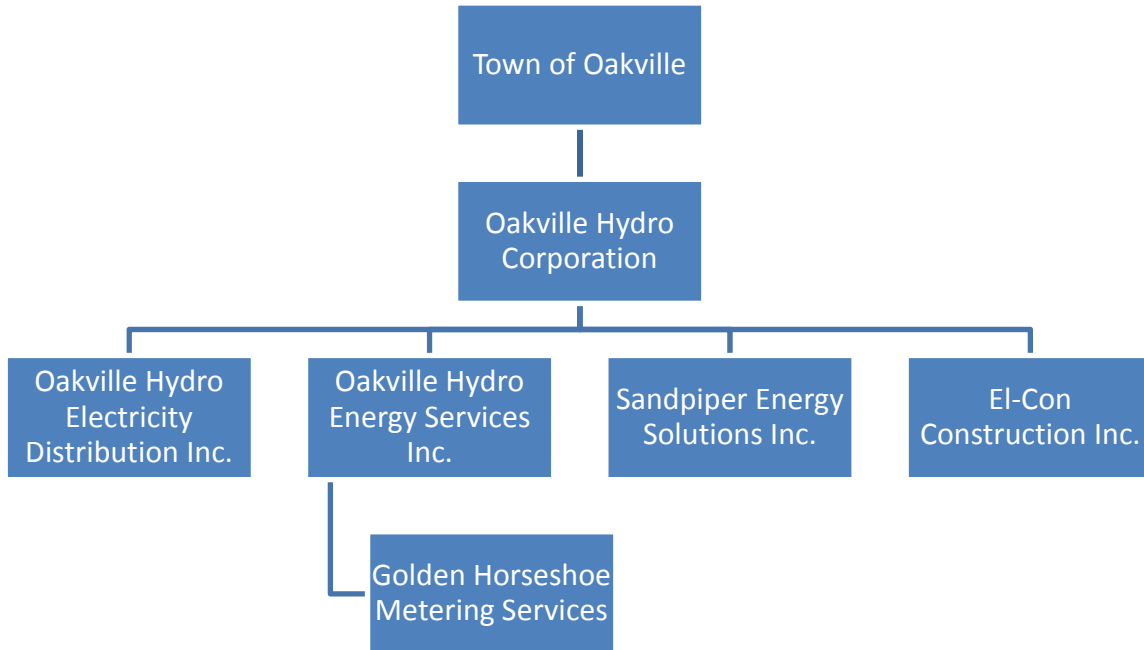 Town of Oakville
Oakville Hydro
Corporation
Oakville Hydro
Electricity
Distribution Inc.
Oakville Hydro
Energy Services
Inc.
Sandpiper Energy
Solutions Inc.
El-Con
Construction Inc.
Golden Horseshoe
Metering Services